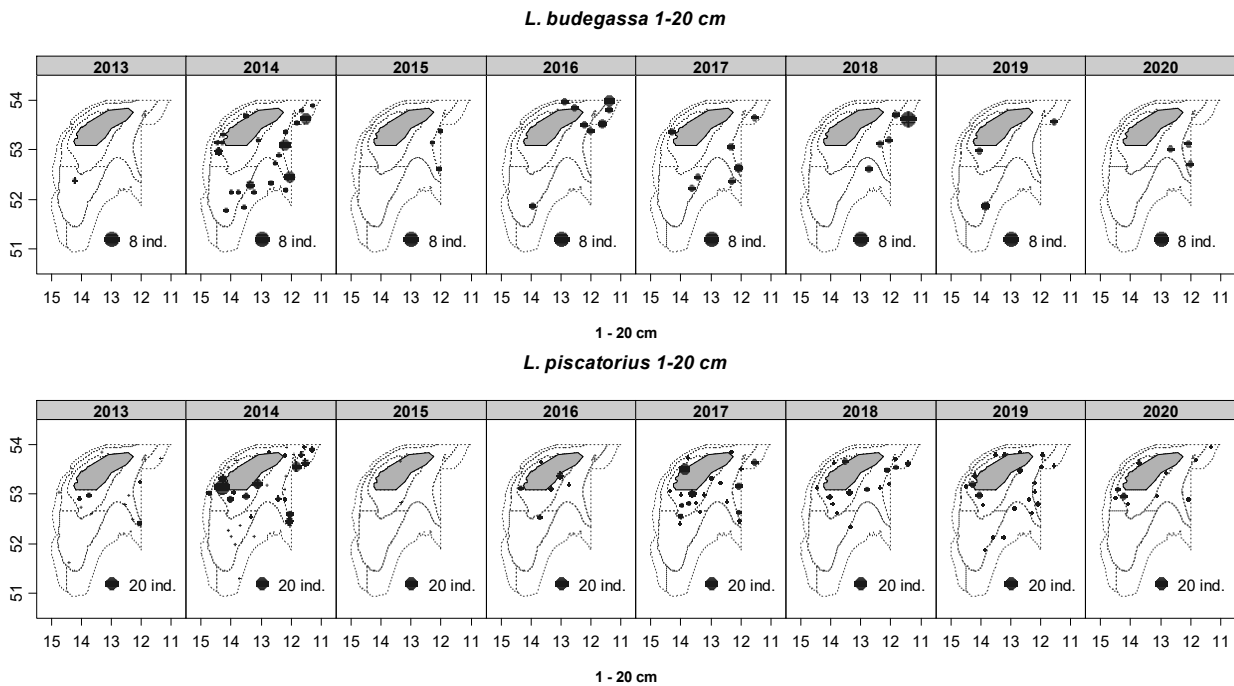 L. budegassa 1-20 cm
2013 2014 2015 2016 2017 2018 2019 2020
54
53
52
51
8 ind. 8 ind. 8 ind. 8 ind. 8 ind. 8 ind. 8 ind. 8 ind.
15 14 13 12 11 15 14 13 12 11 15 14 13 12 11 15 14 13 12 11 15 14 13 12 11 15 14 13 12 11 15 14 13 12 11 15 14 13 12 11
1 - 20 cm
L. piscatorius 1-20 cm
2013 2014 2015 2016 2017 2018 2019 2020
54
53
52
51
20 ind. 20 ind. 20 ind. 20 ind. 20 ind. 20 ind. 20 ind. 20 ind.
15 14 13 12 11 15 14 13 12 11 15 14 13 12 11 15 14 13 12 11 15 14 13 12 11 15 14 13 12 11 15 14 13 12 11 15 14 13 12 11
1 - 20 cm